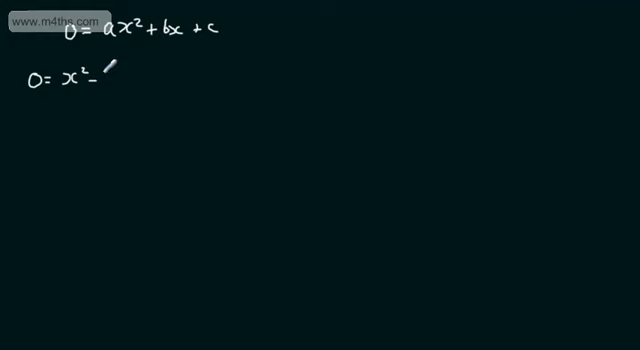 www.m4ths.com
0 = ax² + bx + c
0 = x² -